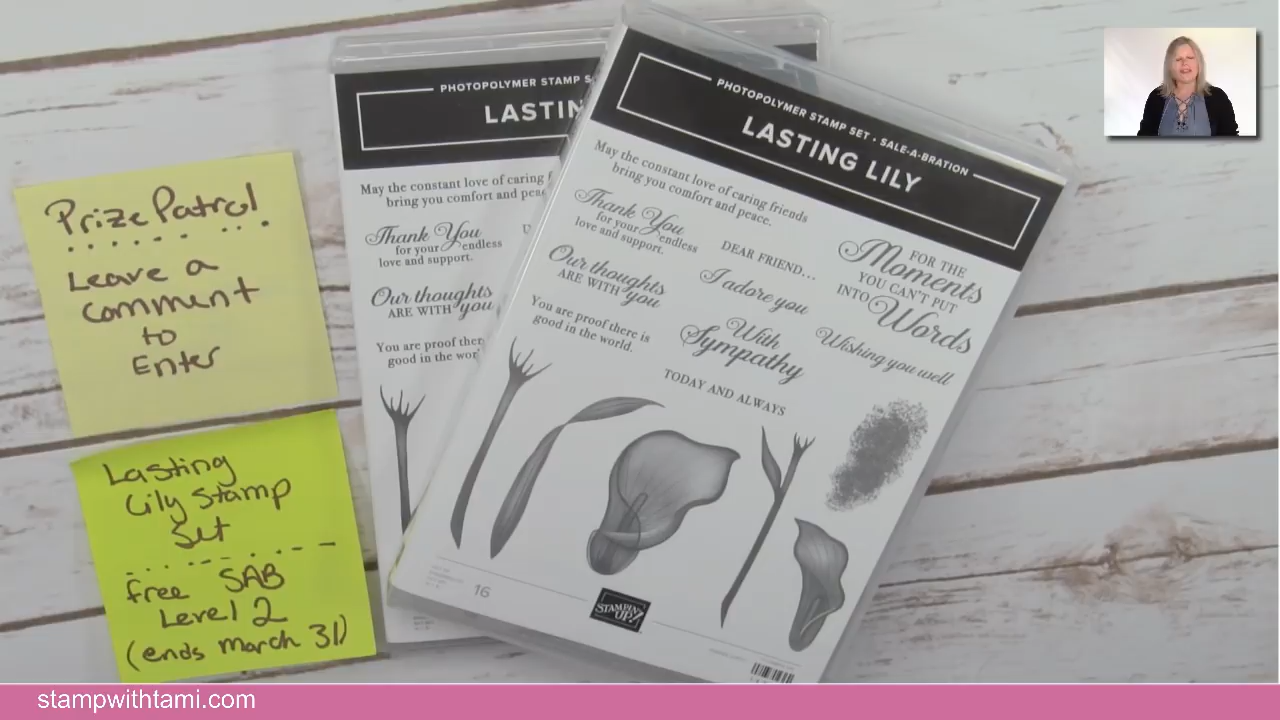 Prize Patrol
Leave a
comment
to
Enter
Lasting
Lily Stamp
Set
free SAB
Level 2
(ends March 31)
PHOTOPOLYMER STAMP S
LASTIN
May the constant love of caring f
bring you comfort and peac
Thank You
for your endless
love and support.
Our thoughts
ARE WITH you
You are proof ther
good in the wor
PHOTOPOLYMER STAMP SET • SALE-A-BRATION
LASTING LILY
May the constant love of caring friends
bring you comfort and peace.
Thank You
for your endless
love and support.
DEAR FRIEND...
FOR THE
Moments
YOU CAN'T PUT
INTO Words
Our thoughts
ARE WITH you
I adore you
You are proof there is
good in the world.
With
Sympathy
Wishing you well
TODAY AND ALWAYS
16
STAMPIN' UP!
stampwithtami.com